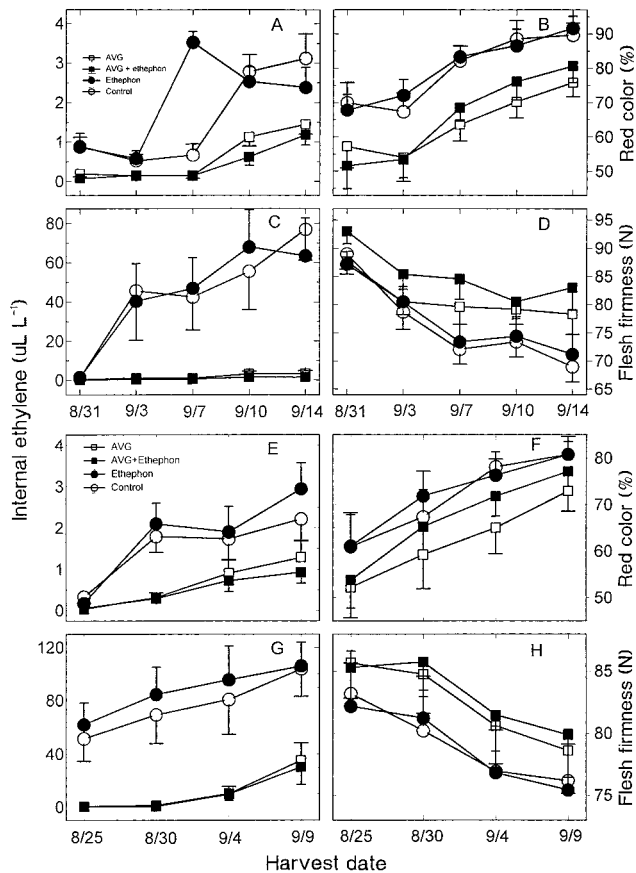 A
B
4
3
2
1
0
AVG
AVG + ethephon
Ethephon
Control
90
80
70
60
50
Red color (%)
C
D
80
60
40
20
0
95
90
85
80
75
70
65
Flesh firmness (N)
8/31 9/3 9/7 9/10 9/14
8/31 9/3 9/7 9/10 9/14
Internal ethylene (uL L⁻¹)
E
F
4
3
2
1
0
AVG
AVG+Ethephon
Ethephon
Control
80
70
60
50
Red color (%)
G
H
120
80
40
0
85
80
75
Flesh firmness (N)
8/25 8/30 9/4 9/9
8/25 8/30 9/4 9/9
Harvest date